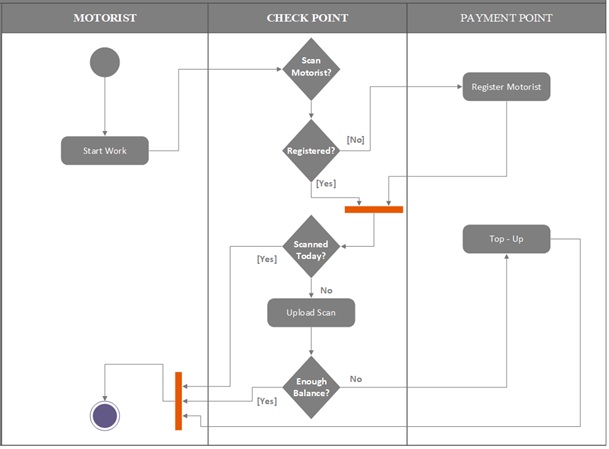 MOTORIST
CHECK POINT
PAYMENT POINT
Scan
Motorist?
Register Motorist
Start Work
[No]
Registered?
[Yes]
Scanned
Today?
Top - Up
[Yes]
No
Upload Scan
Enough
Balance?
No
[Yes]